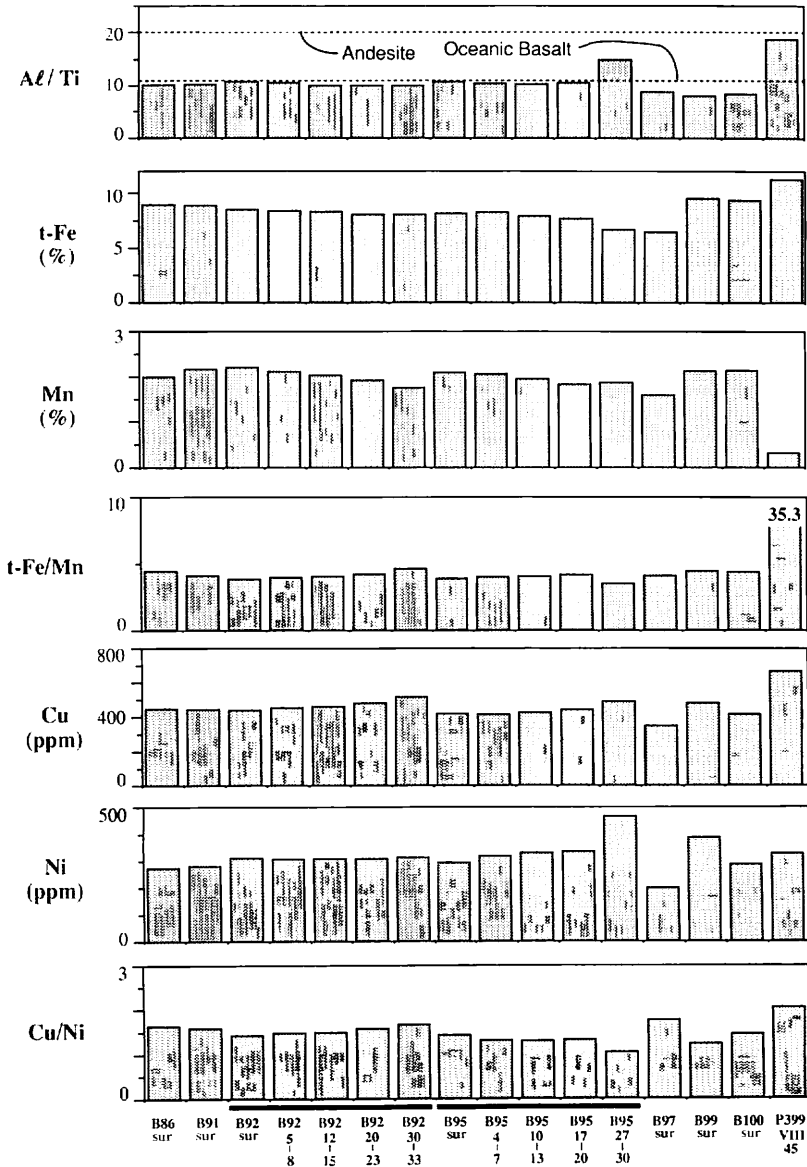 20
Andesite
Oceanic Basalt
Aℓ / Ti
10
0
10
t-Fe
(%)
5
0
3
Mn
(%)
0
10
35.3
t-Fe/Mn
0
800
Cu
(ppm)
400
0
500
Ni
(ppm)
0
3
Cu/Ni
0
B86 B91 B92 B92 B92 B92 B92 B95 B95 B95 B95 B95 B97 B99 B100 P399
sur sur sur 5 12 20 30 sur 4 10 17 27 sur sur sur VIII
8 15 23 33 7 13 20 30 45